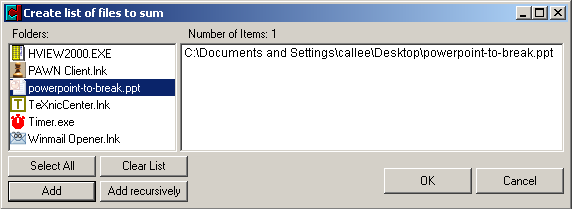 Create list of files to sum
Folders:
Number of Items: 1
HVIEW2000.EXE
PAWN Client.lnk
powerpoint-to-break.ppt
TeXnicCenter.lnk
Timer.exe
Winmail Opener.lnk
C:\Documents and Settings\callee\Desktop\powerpoint-to-break.ppt
Select All
Clear List
Add
Add recursively
OK
Cancel